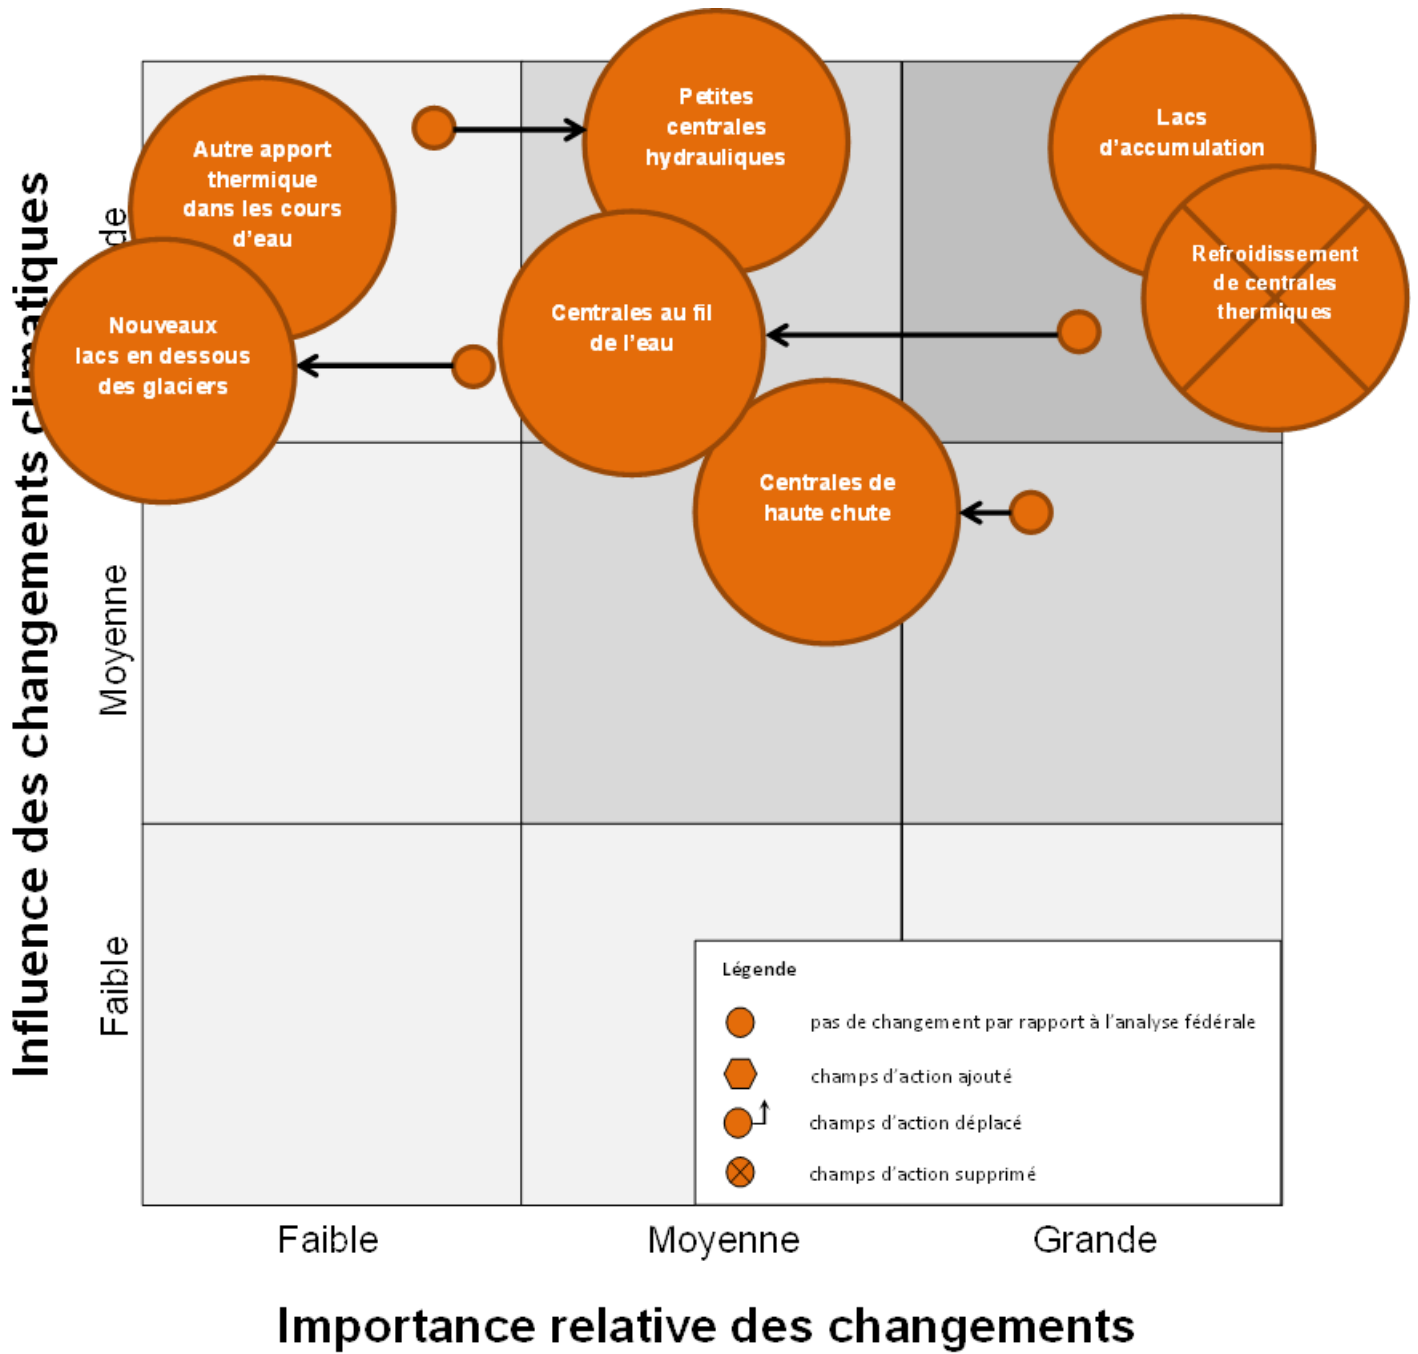 Influence des changements climatiques
de
Moyenne
Faible
Autre apport
thermique
dans les cours
d'eau
Nouveaux
lacs en dessous
des glaciers
Petites
centrales
hydrauliques
Centrales au fil
de l'eau
Centrales de
haute chute
Lacs
d'accumulation
Refroidissement
de centrales
thermiques
Légende
pas de changement par rapport à l'analyse fédérale
champs d'action ajouté
champs d'action déplacé
champs d'action supprimé
Faible
Moyenne
Grande
Importance relative des changements